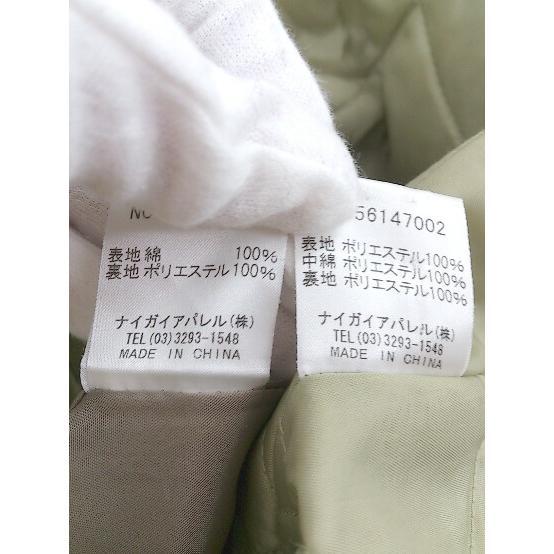 NO
表地 綿 100%
裏地 ポリエステル100%
ナイガイアパレル(株)
TEL(03)3293-1548
MADE IN CHINA
56147002
表地 ポリエステル100%
中綿 ポリエステル100%
裏地 ポリエステル100%
ナイガイアパレル(株)
TEL(03)3293-1548
MADE IN CHINA